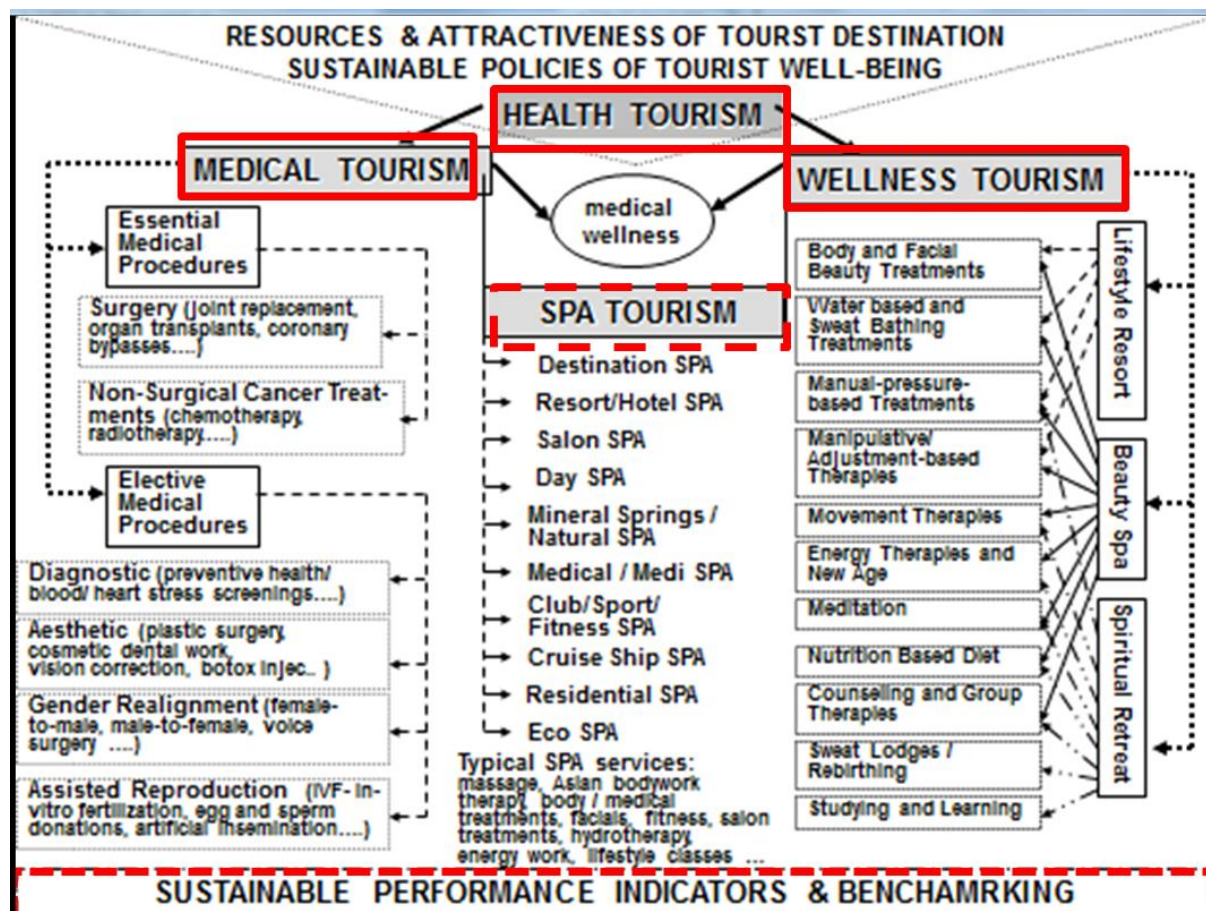 RESOURCES & ATTRACTIVENESS OF TOURST DESTINATION
SUSTAINABLE POLICIES OF TOURIST WELL-BEING
HEALTH TOURISM
MEDICAL TOURISM
WELLNESS TOURISM
medical
wellness
Essential
Medical
Procedures
Surgery (joint replacement,
organ transplants, coronary
bypasses....)
Non-Surgical Cancer Treat-
ments (chemotherapy,
radiotherapy.....)
Elective
Medical
Procedures
Diagnostic (preventive health/
blood/ heart stress screenings....)
Aesthetic (plastic surgery,
cosmetic dental work,
vision correction, botox injec... )
Gender Realignment (female-
to-male, male-to-female, voice
surgery ....)
Assisted Reproduction (IVF- in-
vitro fertilization, egg and sperm
donations, artificial insemination....)
SPA TOURISM
Destination SPA
Resort/Hotel SPA
Salon SPA
Day SPA
Mineral Springs /
Natural SPA
Medical / Medi SPA
Club/Sport/
Fitness SPA
Cruise Ship SPA
Residential SPA
Eco SPA
Typical SPA services:
massage, Asian bodywork
therapy, body / medical
treatments, facials, fitness, salon
treatments, hydrotherapy,
energy work, lifestyle classes ...
Body and Facial
Beauty Treatments
Water based and
Sweat Bathing
Treatments
Manual-pressure-
based Treatments
Manipulative/
Adjustment-based
Therapies
Movement Therapies
Energy Therapies and
New Age
Meditation
Nutrition Based Diet
Counseling and Group
Therapies
Sweat Lodges /
Rebirthing
Studying and Learning
Lifestyle Resort
Beauty Spa
Spiritual Retreat
SUSTAINABLE PERFORMANCE INDICATORS & BENCHAMRKING